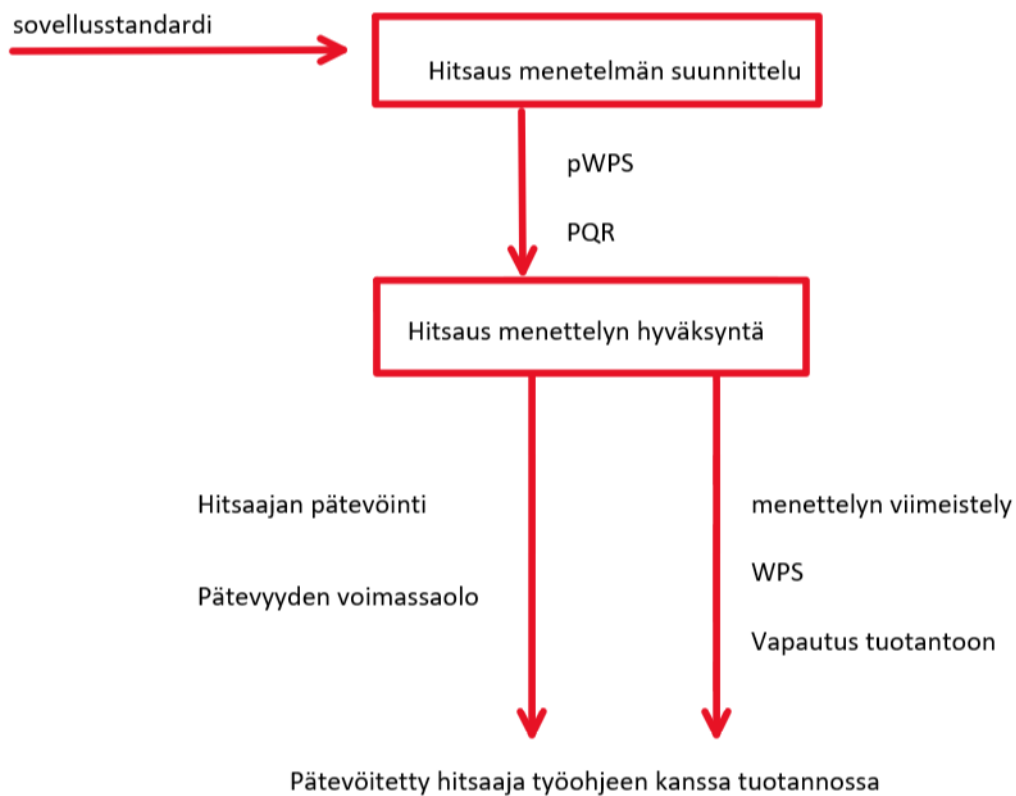 sovellusstandardi
Hitsaus menetelmän suunnittelu
pWPS
PQR
Hitsaus menettelyn hyväksyntä
Hitsaajan pätevöinti
Pätevyyden voimassaolo
menettelyn viimeistely
WPS
Vapautus tuotantoon
Pätevöitetty hitsaaja työohjeen kanssa tuotannossa